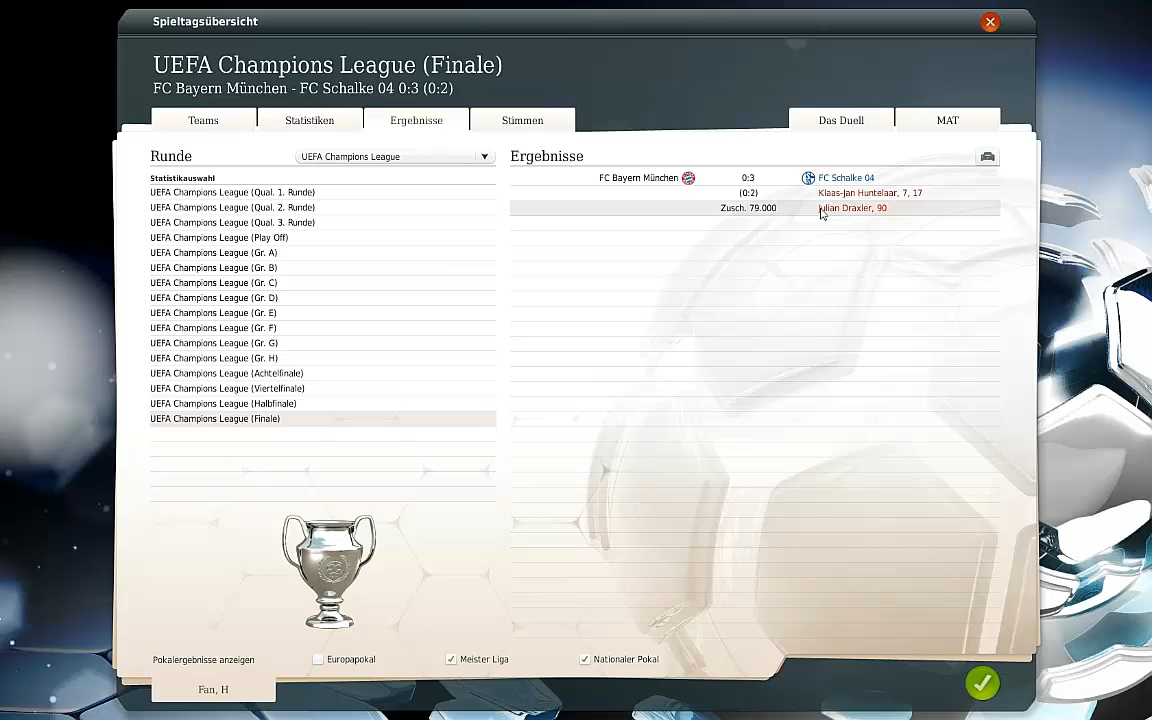 Spieltagsübersicht
UEFA Champions League (Finale)
FC Bayern München - FC Schalke 04 0:3 (0:2)
Teams
Statistiken
Ergebnisse
Stimmen
Das Duell
MAT
Runde
UEFA Champions League
Statistikauswahl
UEFA Champions League (Qual. 1. Runde)
UEFA Champions League (Qual. 2. Runde)
UEFA Champions League (Qual. 3. Runde)
UEFA Champions League (Play Off)
UEFA Champions League (Gr. A)
UEFA Champions League (Gr. B)
UEFA Champions League (Gr. C)
UEFA Champions League (Gr. D)
UEFA Champions League (Gr. E)
UEFA Champions League (Gr. F)
UEFA Champions League (Gr. G)
UEFA Champions League (Gr. H)
UEFA Champions League (Achtelfinale)
UEFA Champions League (Viertelfinale)
UEFA Champions League (Halbfinale)
UEFA Champions League (Finale)
Ergebnisse
FC Bayern München 0:3 FC Schalke 04
(0:2) Klaas-Jan Huntelaar, 7, 17
Zusch. 79.000 Julian Draxler, 90
Pokalergebnisse anzeigen
Europapokal
Meister Liga
Nationaler Pokal
Fan, H